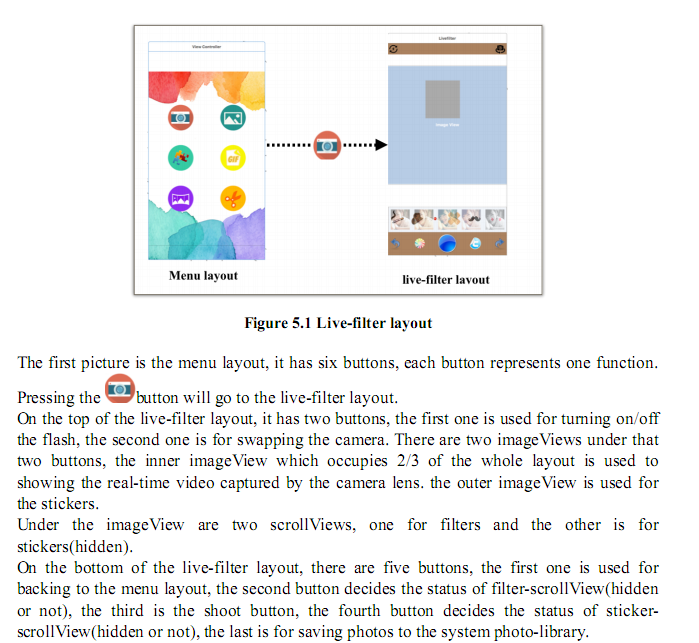 View Controller
Livefilter
GIF
Image View
Menu layout
live-filter layout
Figure 5.1 Live-filter layout
The first picture is the menu layout, it has six buttons, each button represents one function.
Pressing the button will go to the live-filter layout.
On the top of the live-filter layout, it has two buttons, the first one is used for turning on/off
the flash, the second one is for swapping the camera. There are two imageViews under that
two buttons, the inner imageView which occupies 2/3 of the whole layout is used to
showing the real-time video captured by the camera lens. the outer imageView is used for
the stickers.
Under the imageView are two scrollViews, one for filters and the other is for
stickers(hidden).
On the bottom of the live-filter layout, there are five buttons, the first one is used for
backing to the menu layout, the second button decides the status of filter-scrollView(hidden
or not), the third is the shoot button, the fourth button decides the status of sticker-
scrollView(hidden or not), the last is for saving photos to the system photo-library.